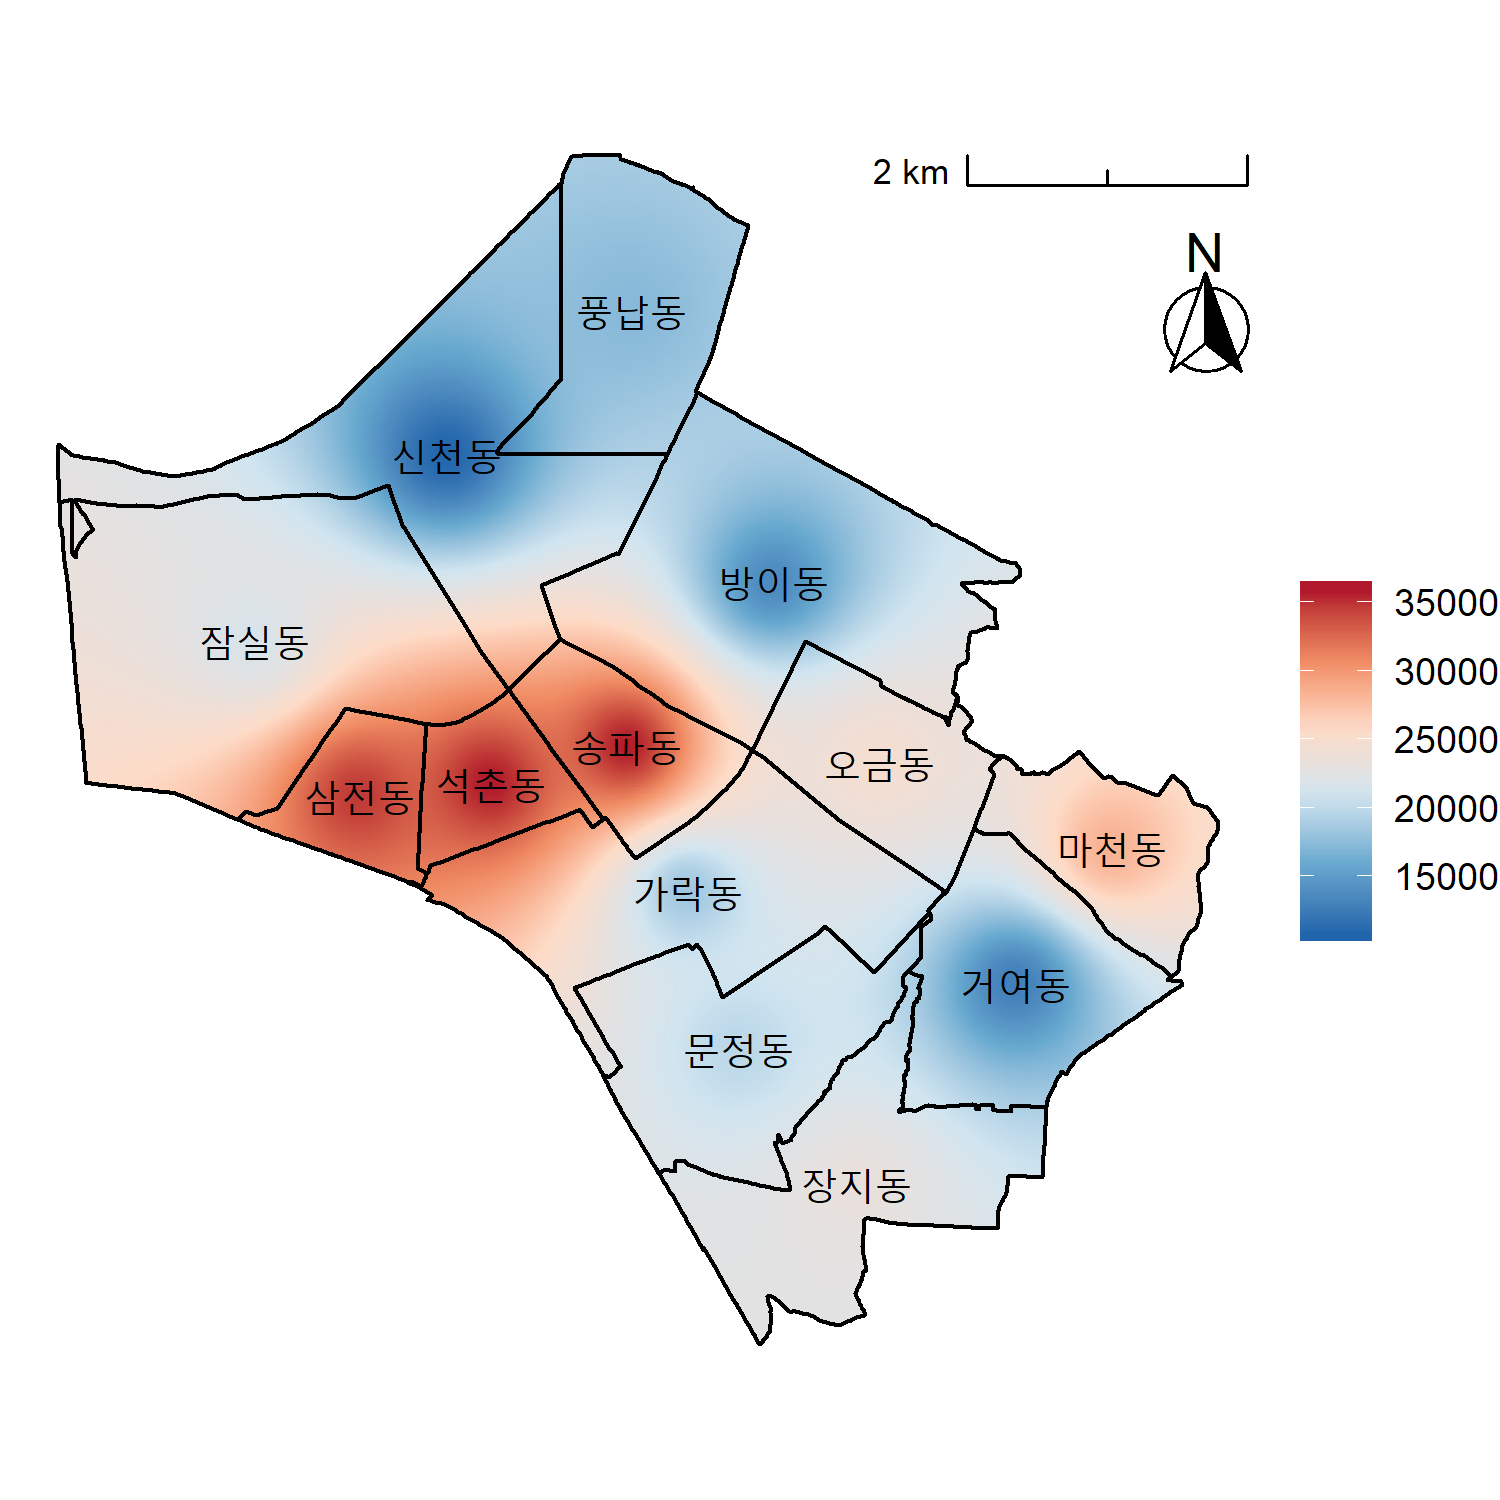 2 km
N
풍납동
신천동
방이동
잠실동
송파동
오금동
석촌동
삼전동
마천동
가락동
거여동
문정동
장지동
35000
30000
25000
20000
15000